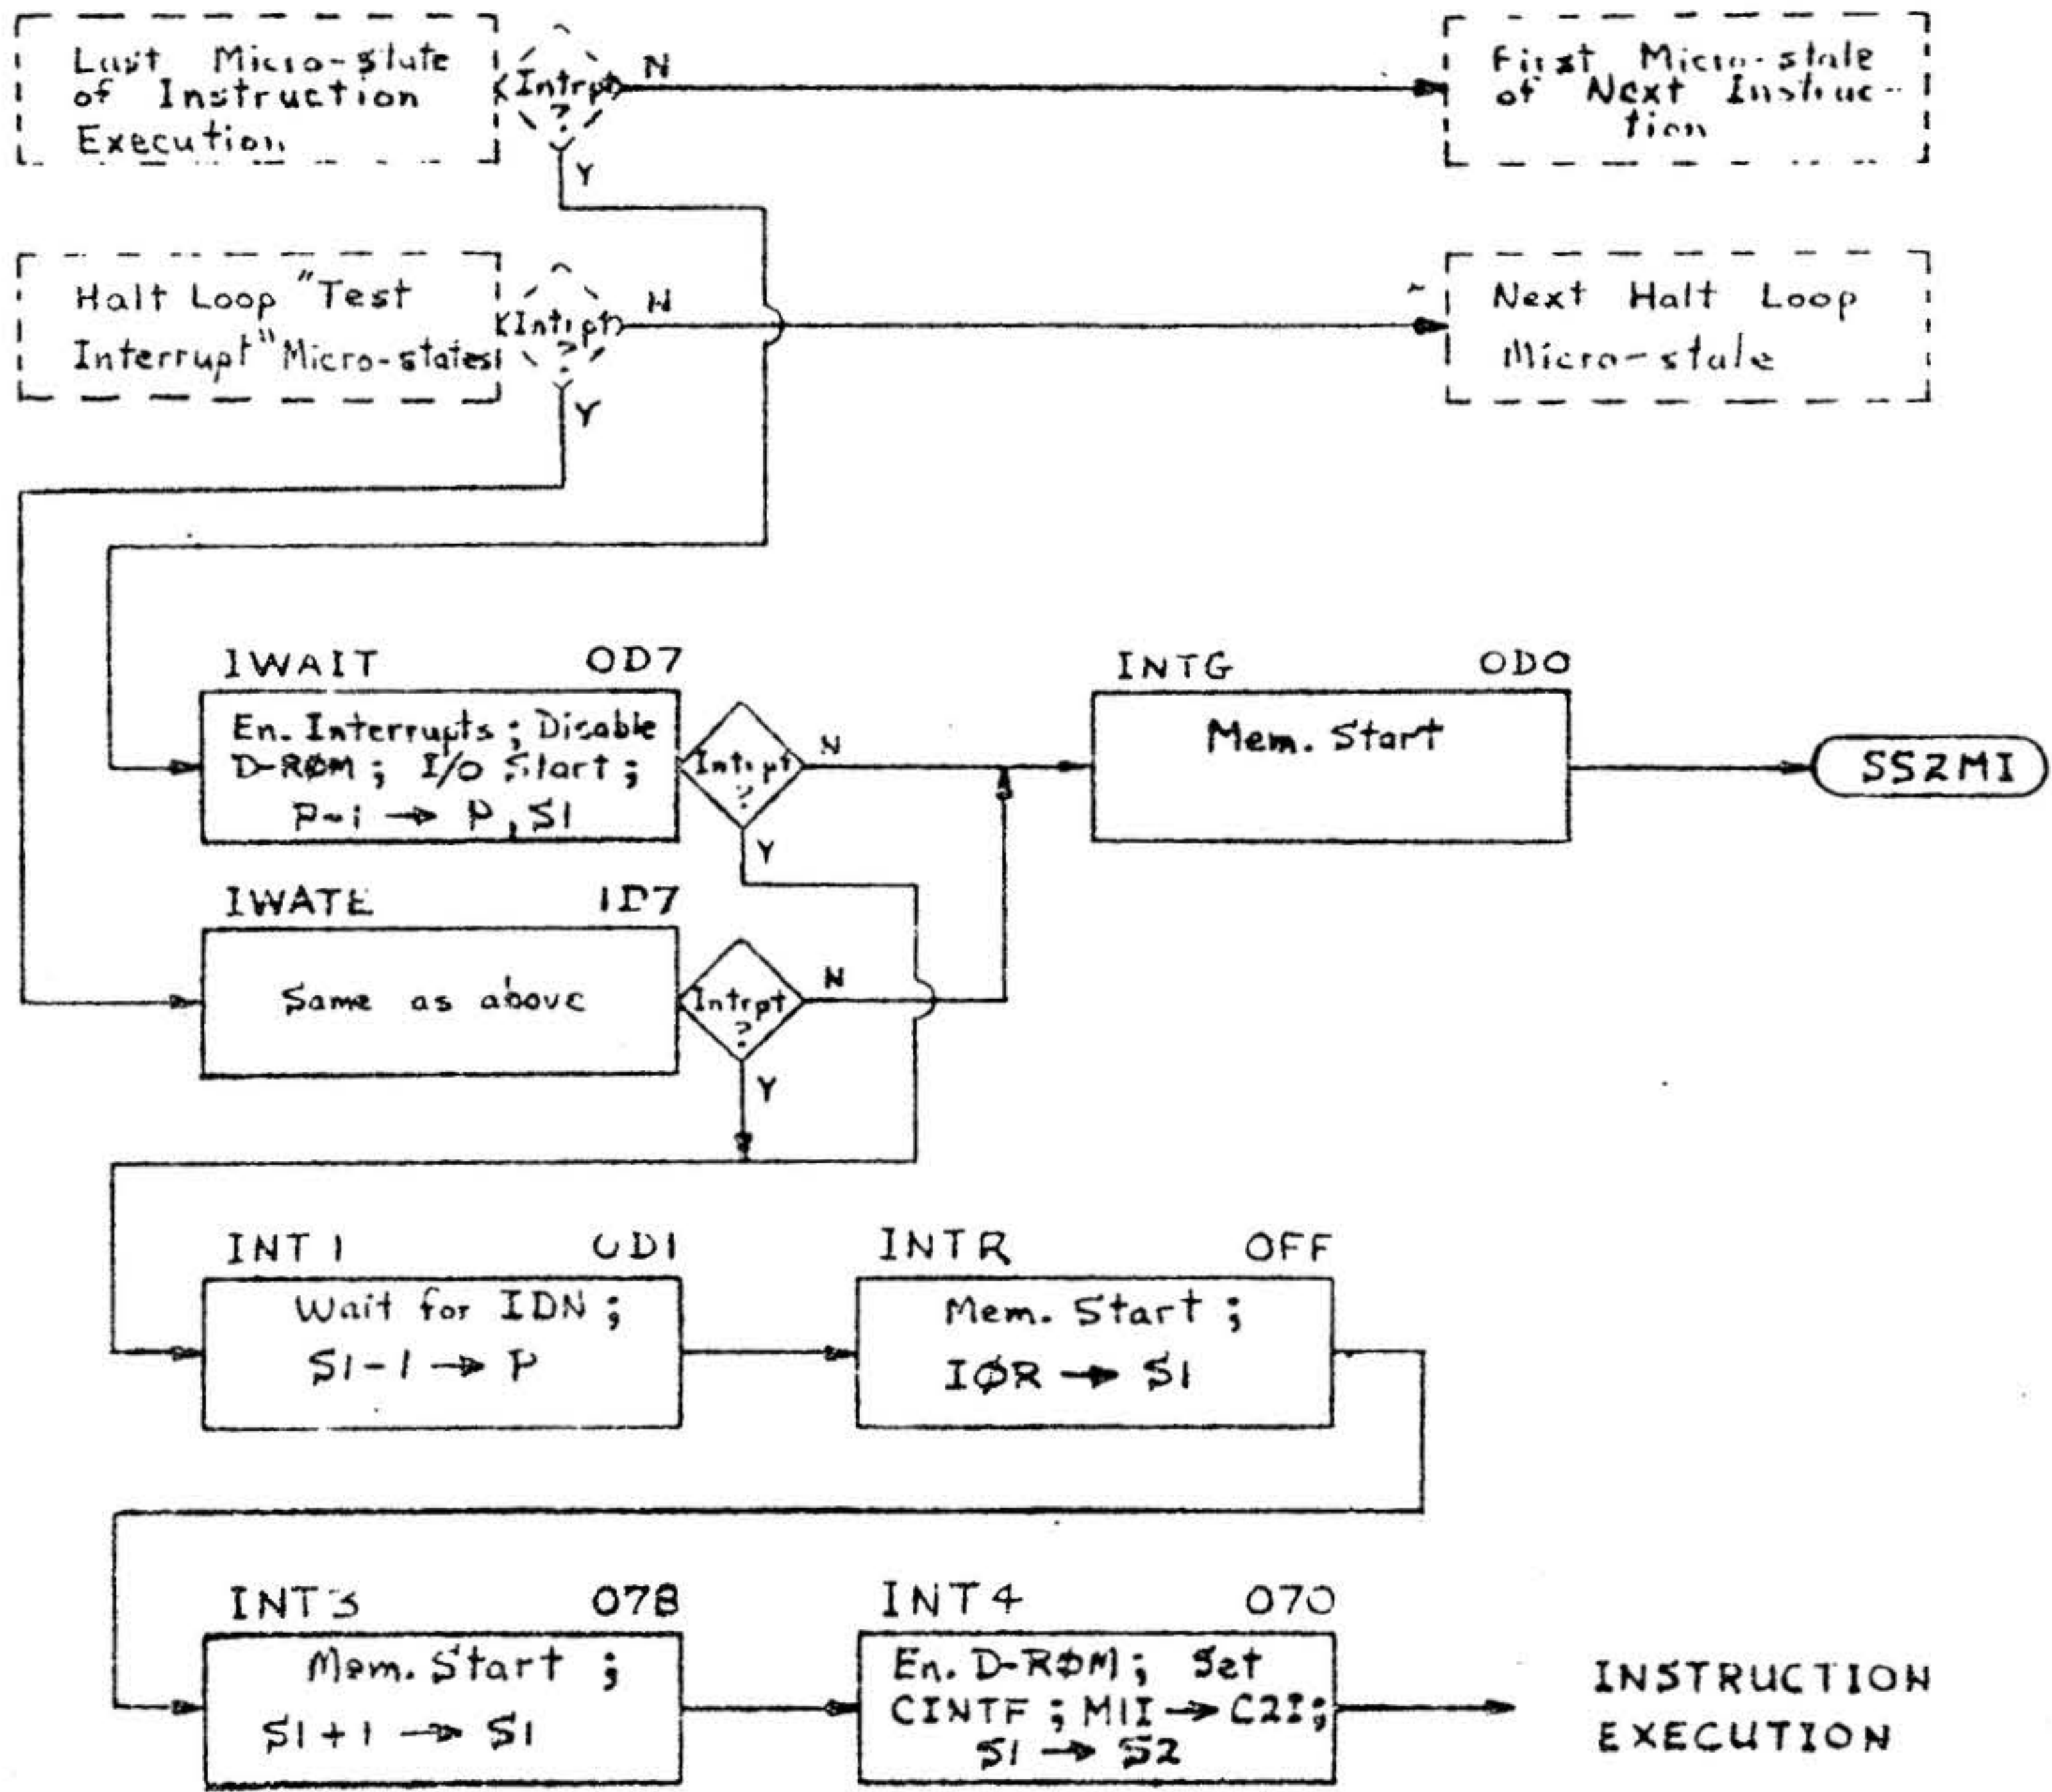 Last Micro-state
of Instruction
Execution
Intrpt
?
N
Y
First Micro-state
of Next Instruc-
tion
Halt Loop "Test
Interrupt" Micro-states
Intrpt
?
N
Y
Next Halt Loop
Micro-state
IWAIT 0D7
En. Interrupts; Disable
D-RØM; I/O Start;
P-1 → P, S1
Intrpt
?
N
Y
INTG 0D0
Mem. Start
SS2MI
IWATE 1D7
Same as above
Intrpt
?
N
Y
INT1 0D1
Wait for IDN;
S1-1 → P
INTR 0FF
Mem. Start;
IØR → S1
INT3 078
Mem. Start;
S1+1 → S1
INT4 070
En. D-RØM; Set
CINTF; M1I → C2I;
S1 → S2
INSTRUCTION
EXECUTION